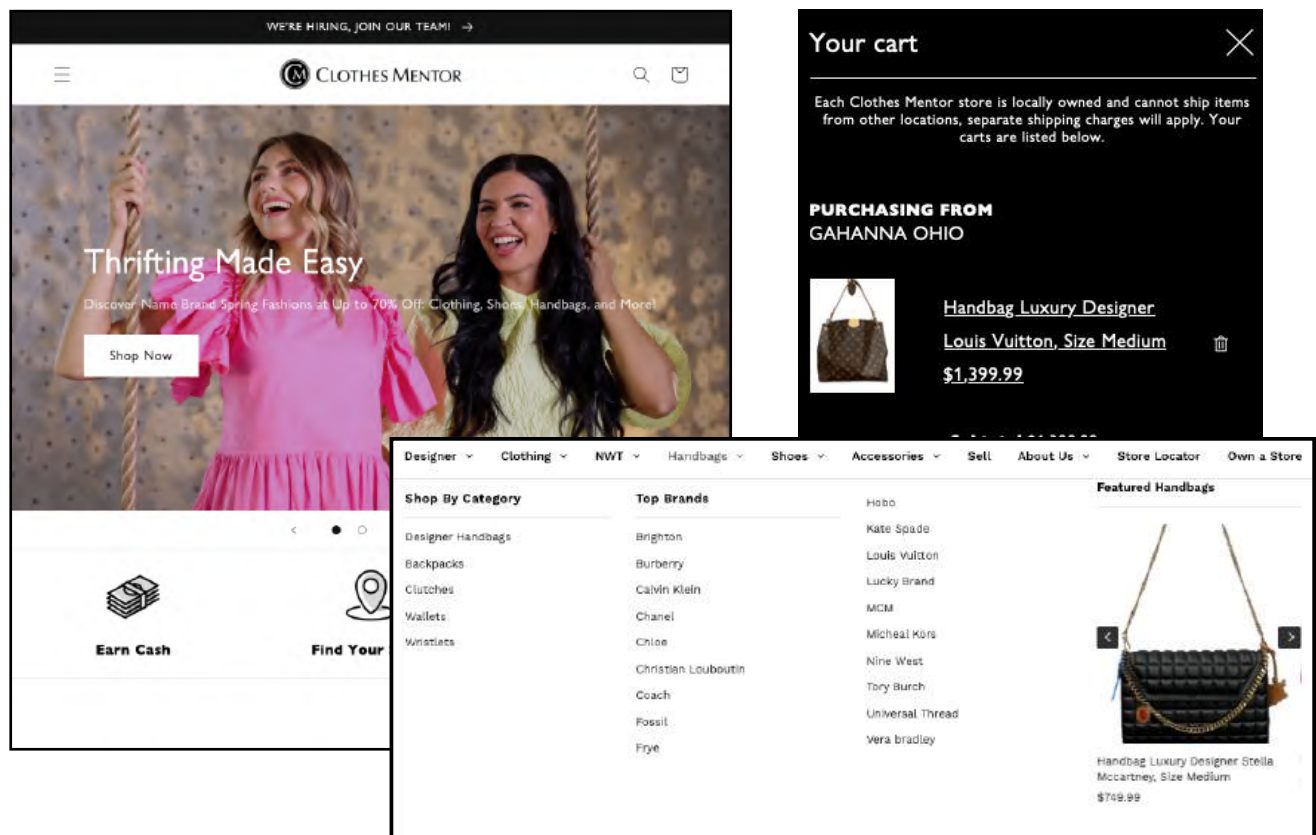 WE'RE HIRING, JOIN OUR TEAM! →
CM CLOTHES MENTOR
Thrifting Made Easy
Discover Name Brand Spring Fashions at Up to 70% Off: Clothing, Shoes, Handbags, and More!
Shop Now
Earn Cash
Find Your
Your cart
Each Clothes Mentor store is locally owned and cannot ship items
from other locations, separate shipping charges will apply. Your
carts are listed below.
PURCHASING FROM
GAHANNA OHIO
Handbag Luxury Designer
Louis Vuitton, Size Medium
$1,399.99
Designer Clothing NWT Handbags Shoes Accessories Sell About Us Store Locator Own a Store
Shop By Category
Designer Handbags
Backpacks
Clutches
Wallets
Wristlets
Top Brands
Brighton
Burberry
Calvin Klein
Chanel
Chloe
Christian Louboutin
Coach
Fossil
Frye
Hobo
Kate Spade
Louis Vuitton
Lucky Brand
MCM
Micheal Kors
Nine West
Tory Burch
Universal Thread
Vera bradley
Featured Handbags
Handbag Luxury Designer Stella
Mccartney, Size Medium
$749.99